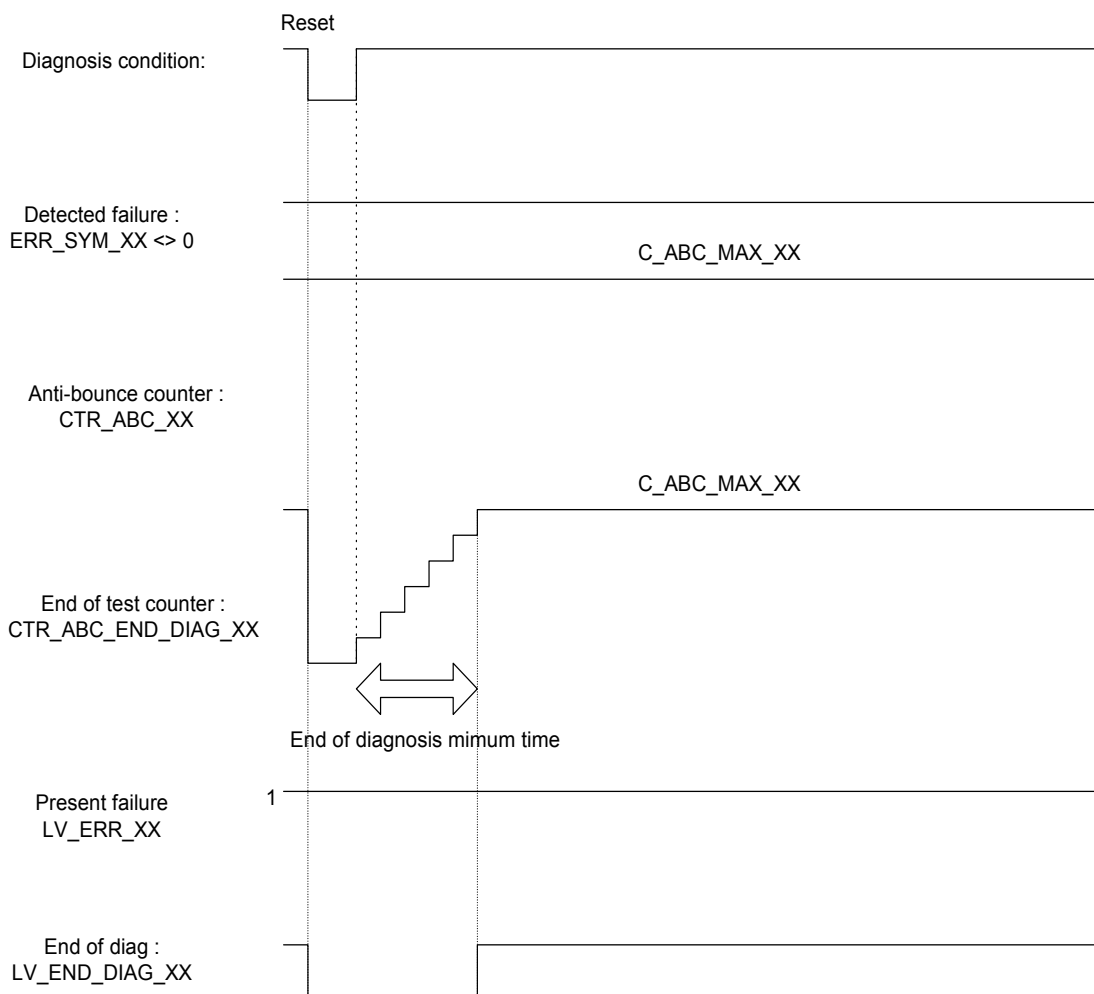 Reset
Diagnosis condition:
Detected failure :
ERR_SYM_XX <> 0
C_ABC_MAX_XX
Anti-bounce counter :
CTR_ABC_XX
C_ABC_MAX_XX
End of test counter :
CTR_ABC_END_DIAG_XX
End of diagnosis mimum time
1
Present failure
LV_ERR_XX
End of diag :
LV_END_DIAG_XX